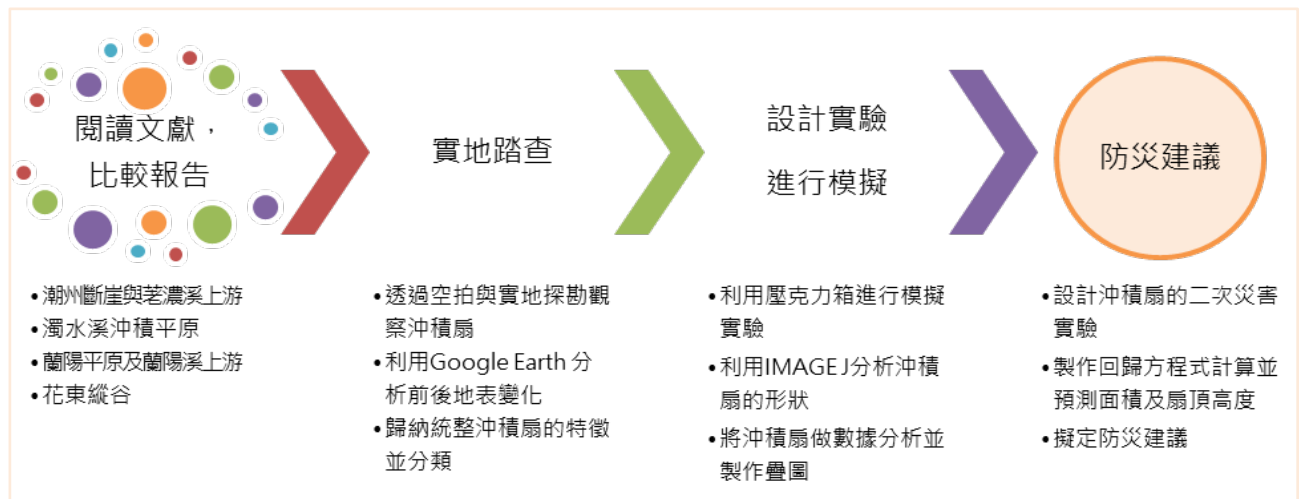 閱讀文獻，
比較報告
•潮州斷崖與荖濃溪上游
•濁水溪沖積平原
•蘭陽平原及蘭陽溪上游
•花東縱谷
實地踏查
•透過空拍與實地探勘觀
察沖積扇
•利用Google Earth 分
析前後地表變化
•歸納統整沖積扇的特徵
並分類
設計實驗
進行模擬
•利用壓克力箱進行模擬
實驗
•利用IMAGE J分析沖積
扇的形狀
•將沖積扇做數據分析並
製作疊圖
防災建議
•設計沖積扇的二次災害
實驗
•製作回歸方程式計算並
預測面積及扇頂高度
•擬定防災建議